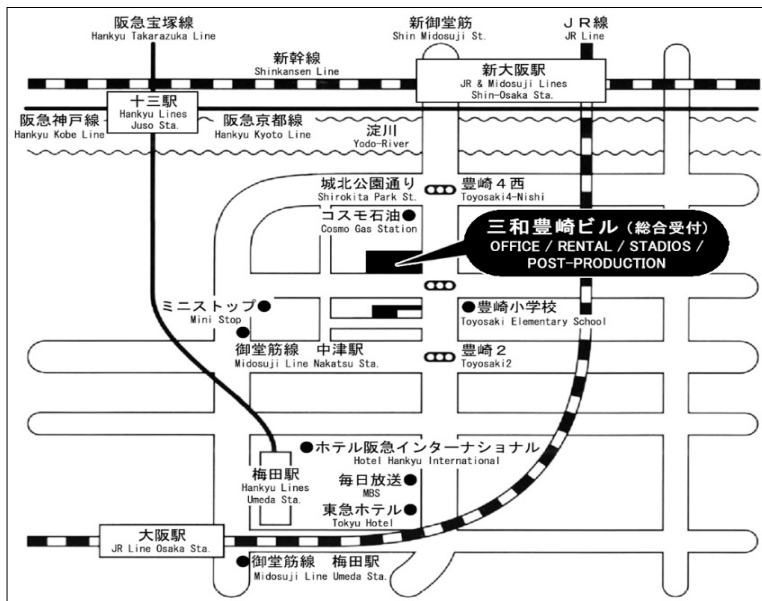 阪急宝塚線
Hankyu Takarazuka Line
新御堂筋
Shin Midosuji St.
JR線
JR Line
新幹線
Shinkansen Line
新大阪駅
JR & Midosuji Lines
Shin-Osaka Sta.
十三駅
Hankyu Lines
Juso Sta.
阪急神戸線
Hankyu Kobe Line
阪急京都線
Hankyu Kyoto Line
淀川
Yodo-River
城北公園通り
Shirokita Park St.
豊崎4西
Toyosaki4-Nishi
コスモ石油
Cosmo Gas Station
三和豊崎ビル (総合受付)
OFFICE / RENTAL / STADIOS /
POST-PRODUCTION
ミニストップ
Mini Stop
豊崎小学校
Toyosaki Elementary School
御堂筋線 中津駅
Midosuji Line Nakatsu Sta.
豊崎2
Toyosaki2
ホテル阪急インターナショナル
Hotel Hankyu International
梅田駅
Hankyu Lines
Umeda Sta.
毎日放送
MBS
東急ホテル
Tokyu Hotel
大阪駅
JR Line Osaka Sta.
御堂筋線 梅田駅
Midosuji Line Umeda Sta.